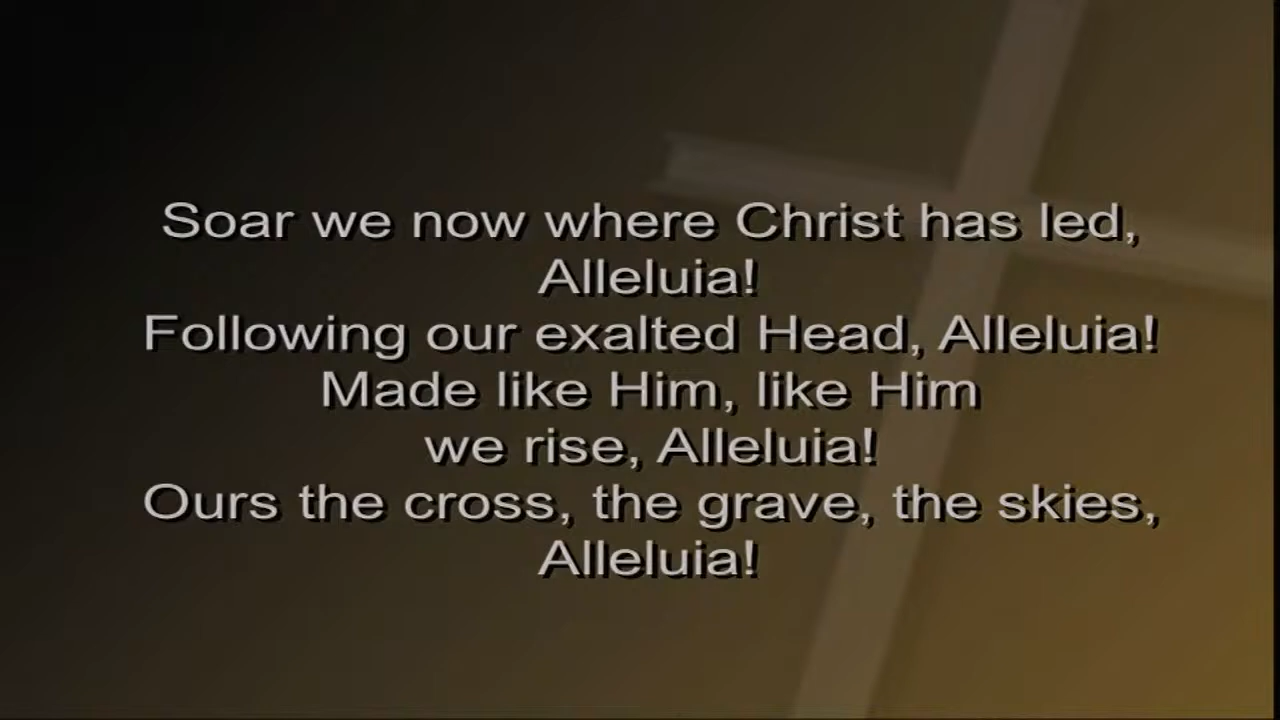 Soar we now where Christ has led,
Alleluia!
Following our exalted Head, Alleluia!
Made like Him, like Him
we rise, Alleluia!
Ours the cross, the grave, the skies,
Alleluia!